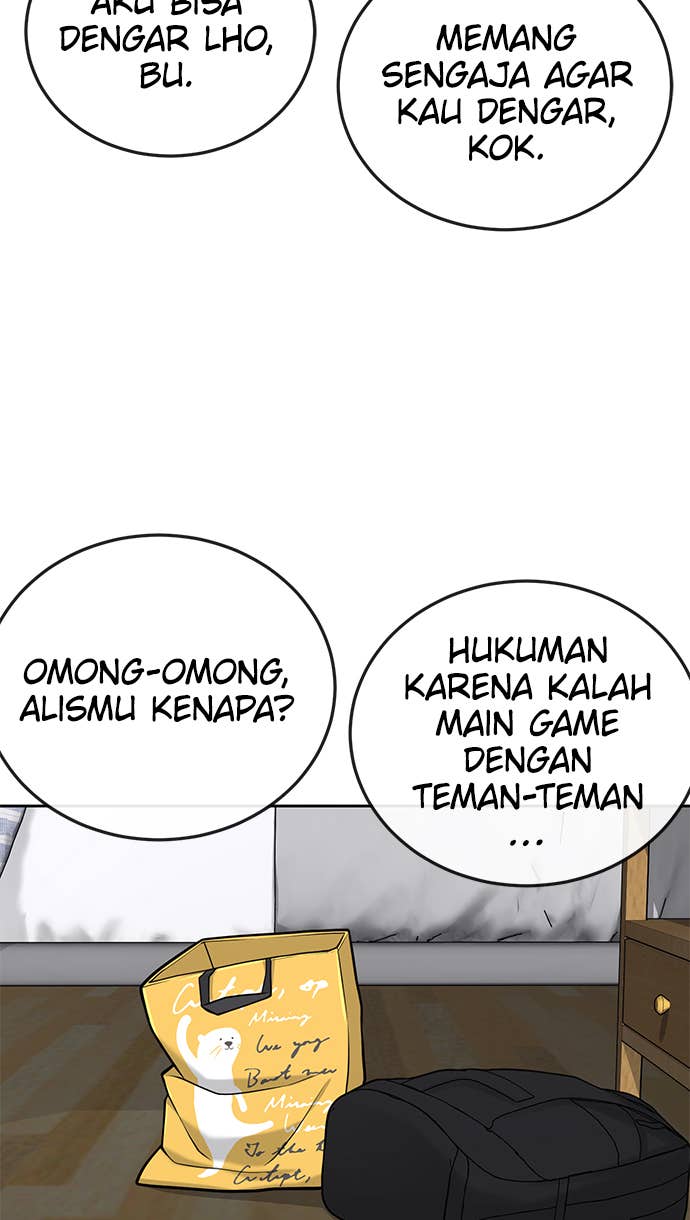 AKU BISA
DENGAR LHO,
BU.
MEMANG
SENGAJA AGAR
KAU DENGAR,
KOK.
OMONG-OMONG,
ALISMU KENAPA?
HUKUMAN
KARENA KALAH
MAIN GAME
DENGAN
TEMAN-TEMAN
...
Missing